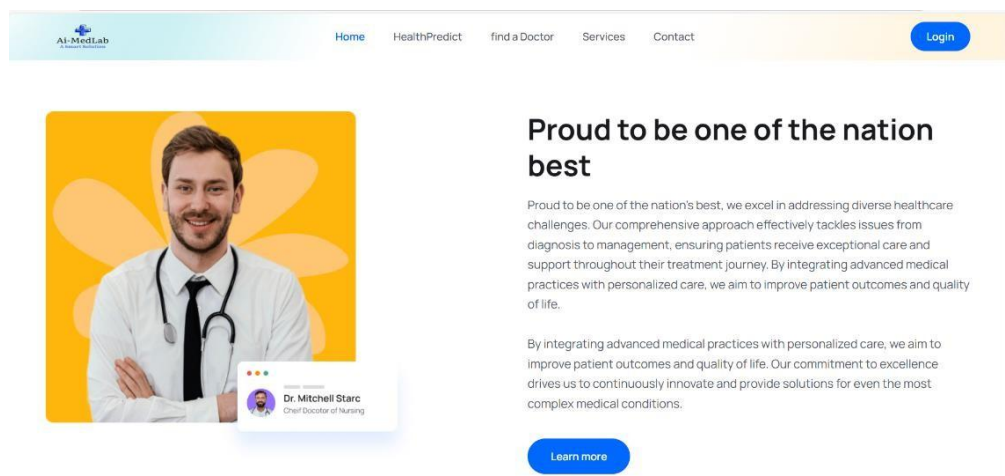 Ai-MedLab
Home HealthPredict find a Doctor Services Contact Login
Proud to be one of the nation
best
Proud to be one of the nation's best, we excel in addressing diverse healthcare
challenges. Our comprehensive approach effectively tackles issues from
diagnosis to management, ensuring patients receive exceptional care and
support throughout their treatment journey. By integrating advanced medical
practices with personalized care, we aim to improve patient outcomes and quality
of life.
By integrating advanced medical practices with personalized care, we aim to
improve patient outcomes and quality of life. Our commitment to excellence
drives us to continuously innovate and provide solutions for even the most
complex medical conditions.
Learn more
Dr. Mitchell Starc
Cheif Docotor of Nursing